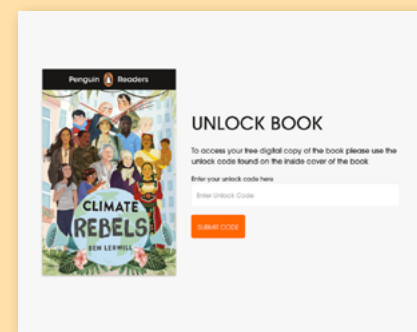 Penguin Readers
CLIMATE
REBELS
BEN LERWILL
UNLOCK BOOK
To access your free digital copy of the book please use the
unlock code found on the inside cover of the book
Enter your unlock code here
Enter Unlock Code
SUBMIT CODE